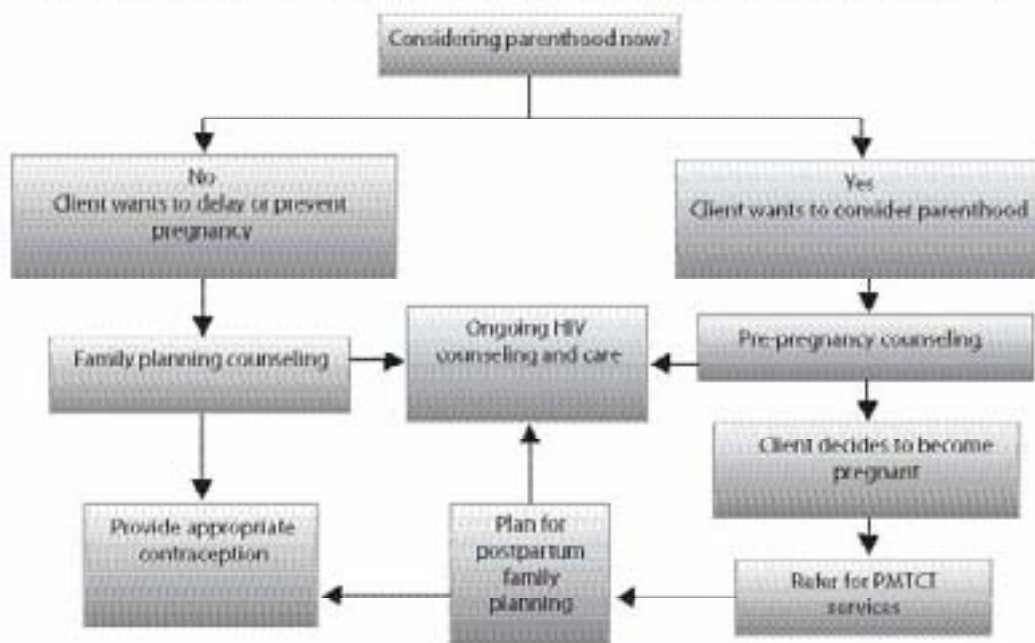 Considering parenthood now?
No
Client wants to delay or prevent
pregnancy
Yes
Client wants to consider parenthood
Family planning counseling
Ongoing HIV
counseling and care
Pre-pregnancy counseling
Client decides to become
pregnant
Provide appropriate
contraception
Plan for
postpartum
family
planning
Refer for PMTCT
services